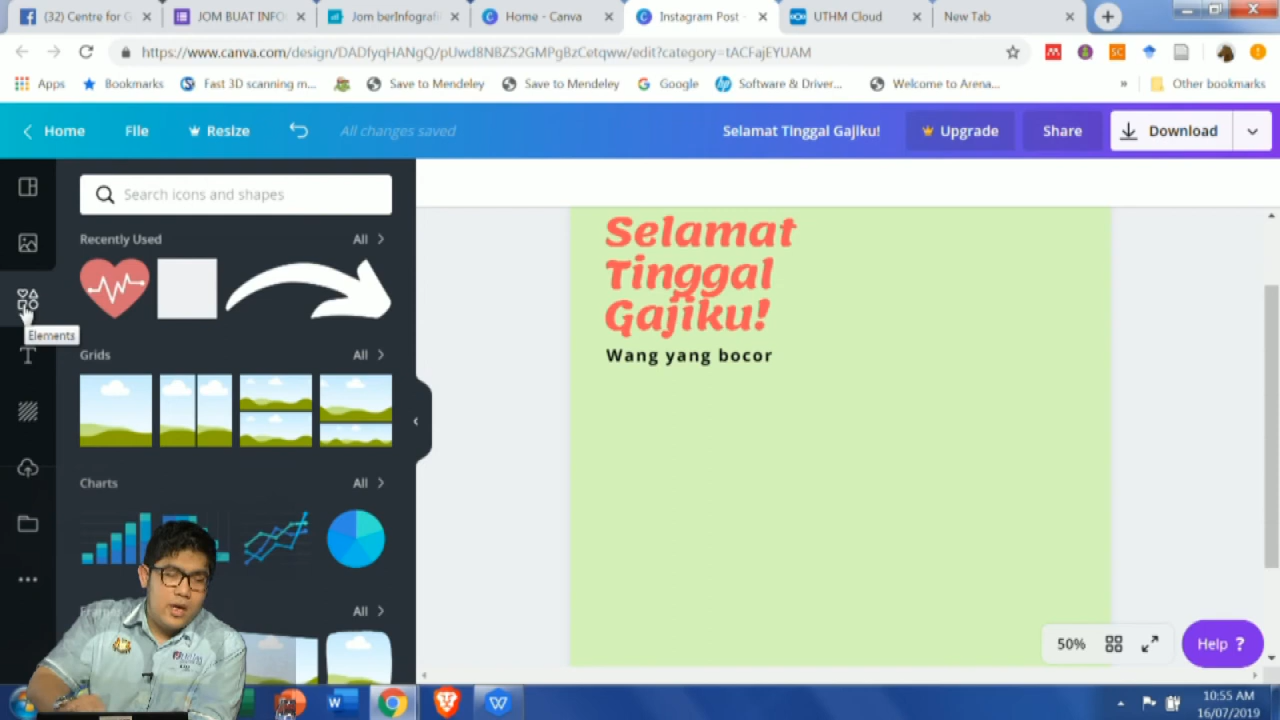 (32) Centre for G
JOM BUAT INFO
Jom berInfografi
Home - Canva
Instagram Post -
UTHM Cloud
New Tab
https://www.canva.com/design/DADfyqHANgQ/pUwd8NBZS2GMPgBzCetqww/edit?category=tACFajEYUAM
Apps
Bookmarks
Fast 3D scanning m...
Save to Mendeley
Save to Mendeley
Google
Software & Driver...
Welcome to Arena...
»
Other bookmarks
Home
File
Resize
All changes saved
Selamat Tinggal Gajiku!
Upgrade
Share
Download
Search icons and shapes
Recently Used
All
Elements
Grids
All
Charts
All
All
Selamat
Tinggal
Gajiku!
Wang yang bocor
50%
Help ?
10:55 AM
16/07/2019